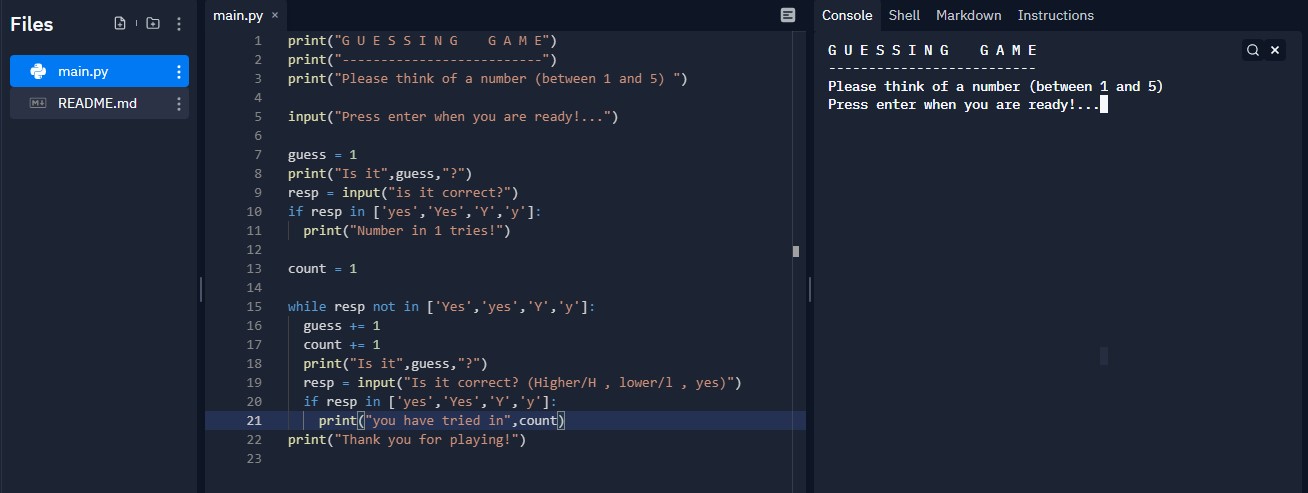 Files
main.py
README.md
main.py ×
1 print("G U E S S I N G    G A M E")
2 print("--------------------------")
3 print("Please think of a number (between 1 and 5) ")
4
5 input("Press enter when you are ready!...")
6
7 guess = 1
8 print("Is it",guess,"?")
9 resp = input("is it correct?")
10 if resp in ['yes','Yes','Y','y']:
11   print("Number in 1 tries!")
12
13 count = 1
14
15 while resp not in ['Yes','yes','Y','y']:
16   guess += 1
17   count += 1
18   print("Is it",guess,"?")
19   resp = input("Is it correct? (Higher/H , lower/l , yes)")
20   if resp in ['yes','Yes','Y','y']:
21     print("you have tried in",count)
22 print("Thank you for playing!")
23
Console Shell Markdown Instructions
G U E S S I N G    G A M E
--------------------------
Please think of a number (between 1 and 5)
Press enter when you are ready!...